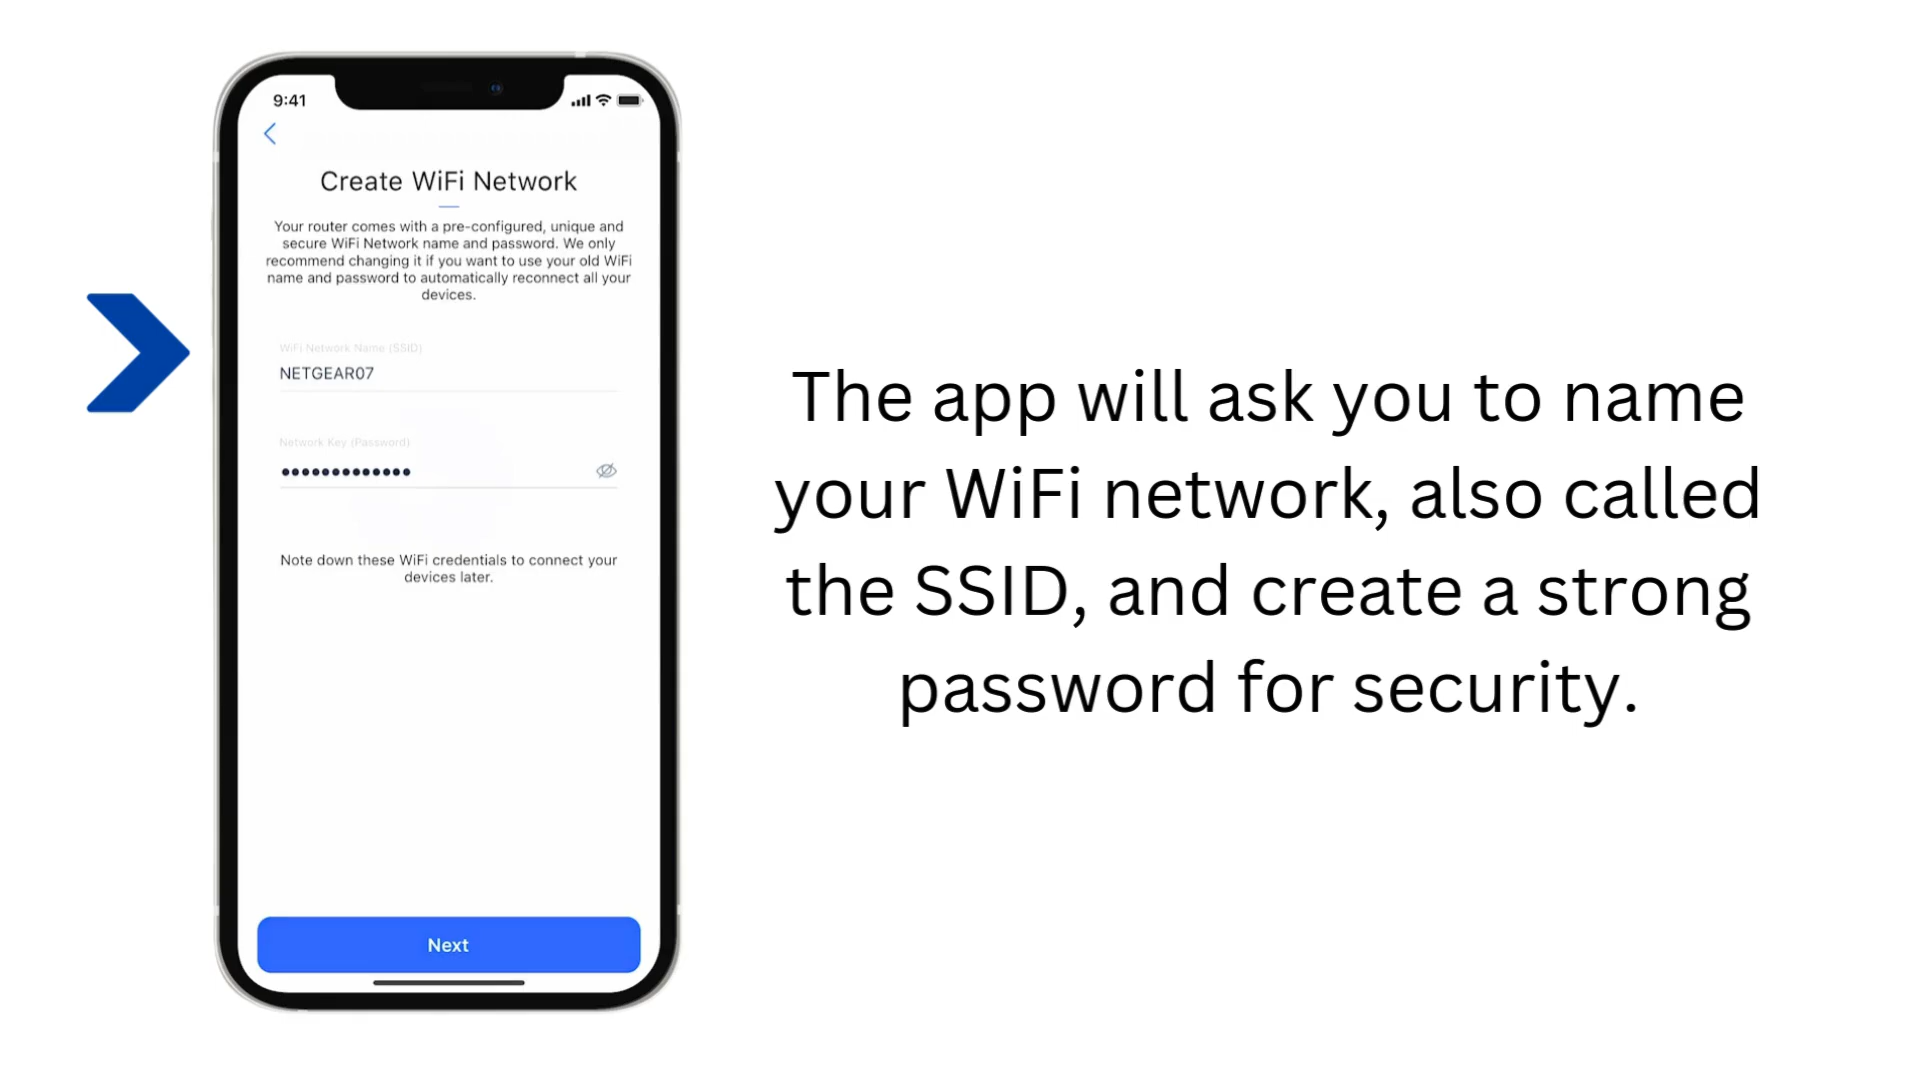 9:41
Create WiFi Network
Your router comes with a pre-configured, unique and
secure WiFi Network name and password. We only
recommend changing it if you want to use your old WiFi
name and password to automatically reconnect all your
devices.
WiFi Network Name (SSID)
NETGEAR07
Network Key (Password)
•••••••••••••
Note down these WiFi credentials to connect your
devices later.
Next
The app will ask you to name
your WiFi network, also called
the SSID, and create a strong
password for security.